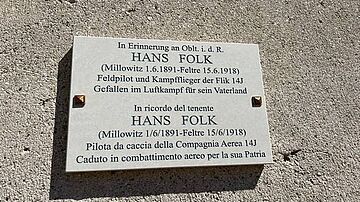 In Erinnerung an Oblt. i. d. R.
HANS FOLK
(Millowitz 1.6.1891-Feltre 15.6.1918)
Feldpilot und Kampfflieger der Flik 14J
Gefallen im Luftkampf für sein Vaterland
In ricordo del tenente
HANS FOLK
(Millowitz 1/6/1891-Feltre 15/6/1918)
Pilota da caccia della Compagnia Aerea 14J
Caduto in combattimento aereo per la sua Patria